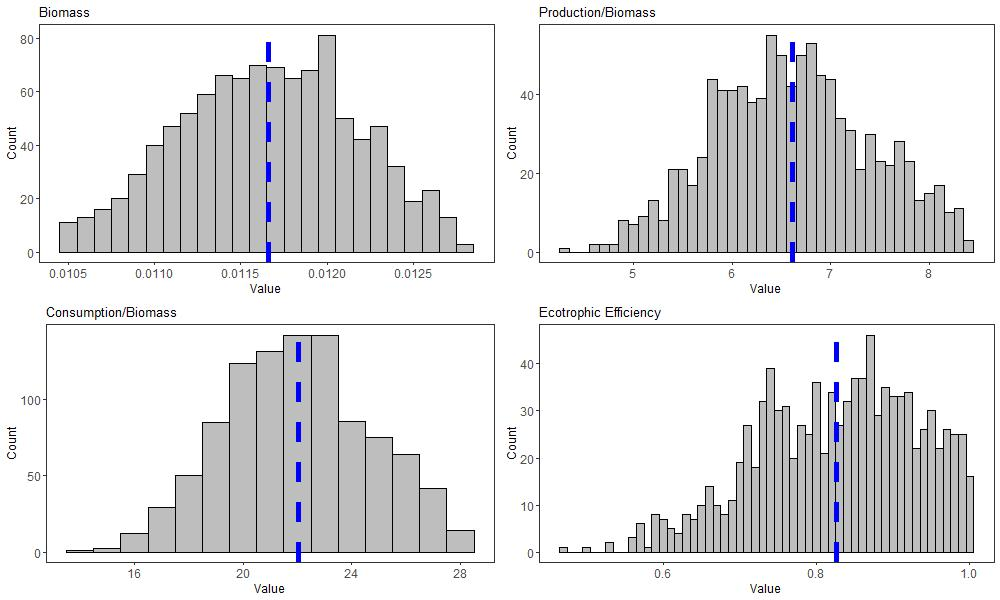 Biomass
Count
80
60
40
20
0
0.0105 0.0110 0.0115 0.0120 0.0125
Value
Production/Biomass
Count
40
20
0
5 6 7 8
Value
Consumption/Biomass
Count
100
50
0
16 20 24 28
Value
Ecotrophic Efficiency
Count
40
30
20
10
0
0.6 0.8 1.0
Value